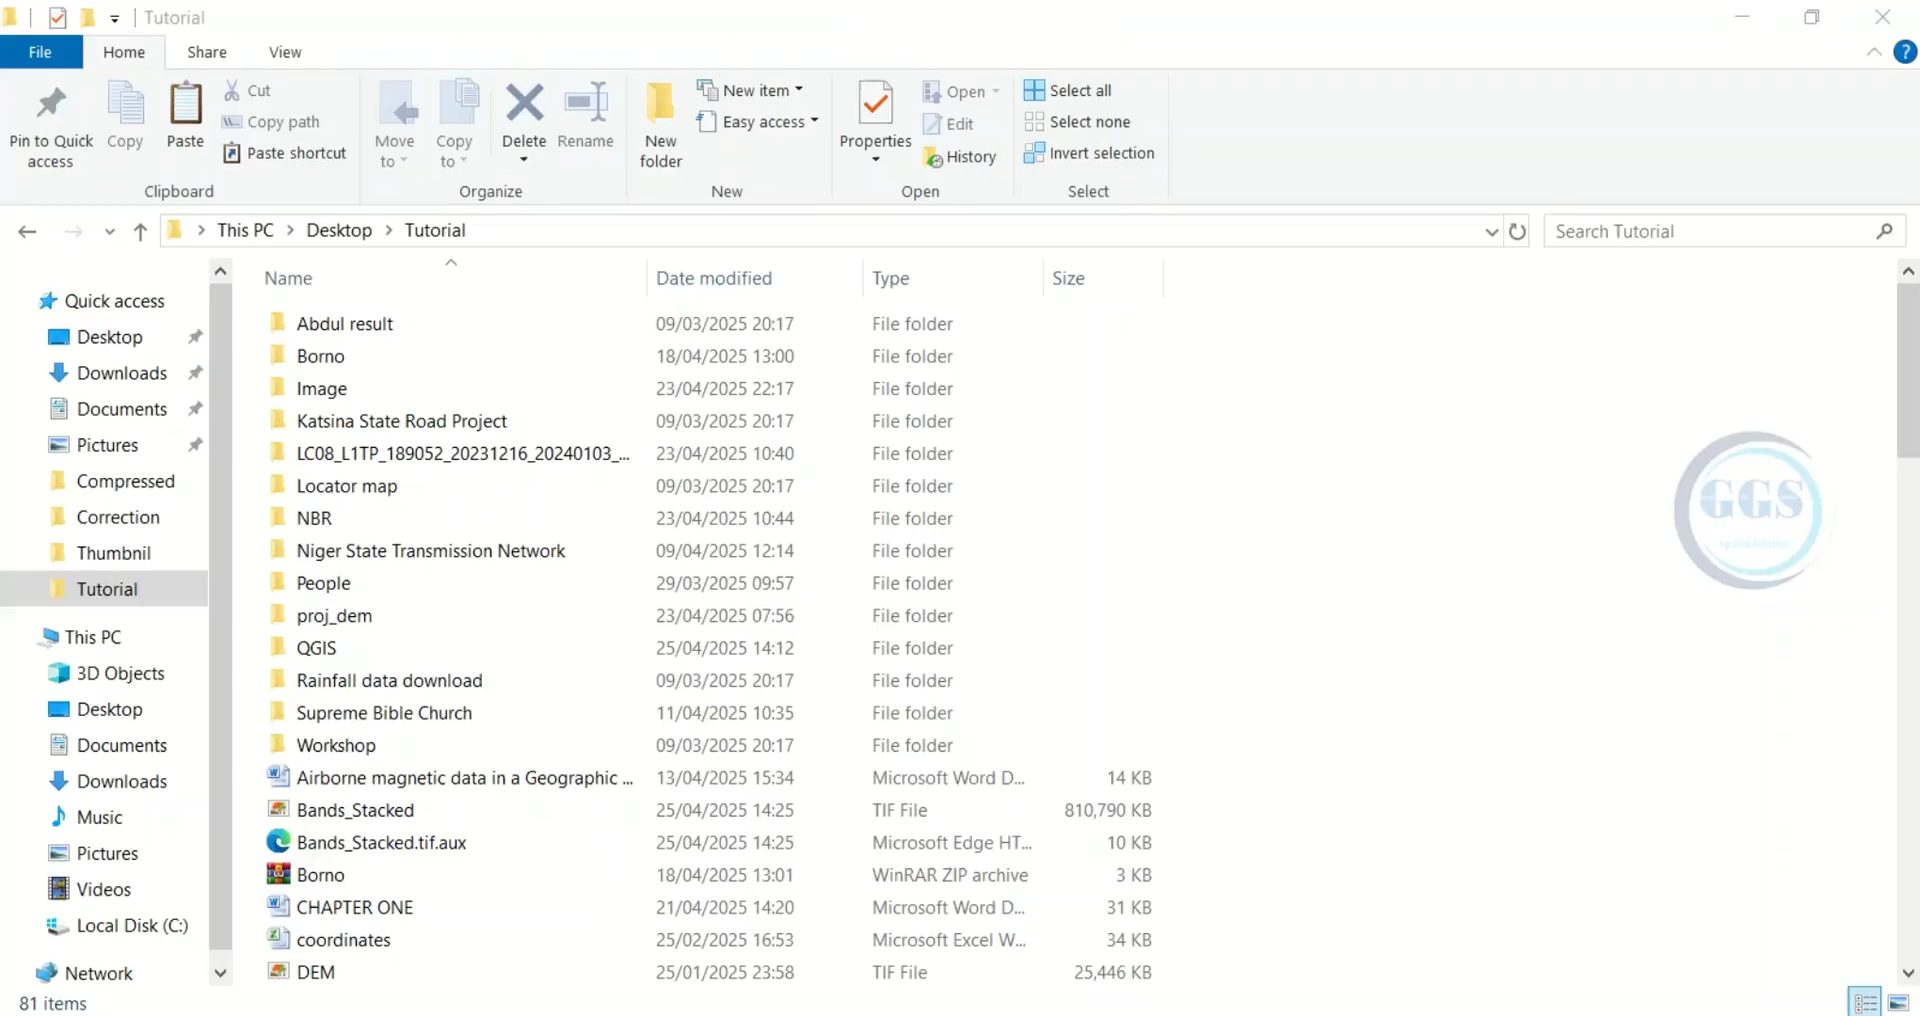 Tutorial
File Home Share View
Pin to Quick access
Copy
Paste
Cut
Copy path
Paste shortcut
Clipboard
Move to
Copy to
Delete
Rename
Organize
New folder
New item
Easy access
New
Properties
Open
Edit
History
Open
Select all
Select none
Invert selection
Select
This PC > Desktop > Tutorial
Search Tutorial
Quick access
Desktop
Downloads
Documents
Pictures
Compressed
Correction
Thumbnil
Tutorial
This PC
3D Objects
Desktop
Documents
Downloads
Music
Pictures
Videos
Local Disk (C:)
Network
Name Date modified Type Size
Abdul result 09/03/2025 20:17 File folder
Borno 18/04/2025 13:00 File folder
Image 23/04/2025 22:17 File folder
Katsina State Road Project 09/03/2025 20:17 File folder
LC08_L1TP_189052_20231216_20240103_... 23/04/2025 10:40 File folder
Locator map 09/03/2025 20:17 File folder
NBR 23/04/2025 10:44 File folder
Niger State Transmission Network 09/04/2025 12:14 File folder
People 29/03/2025 09:57 File folder
proj_dem 23/04/2025 07:56 File folder
QGIS 25/04/2025 14:12 File folder
Rainfall data download 09/03/2025 20:17 File folder
Supreme Bible Church 11/04/2025 10:35 File folder
Workshop 09/03/2025 20:17 File folder
Airborne magnetic data in a Geographic ... 13/04/2025 15:34 Microsoft Word D... 14 KB
Bands_Stacked 25/04/2025 14:25 TIF File 810,790 KB
Bands_Stacked.tif.aux 25/04/2025 14:25 Microsoft Edge HT... 10 KB
Borno 18/04/2025 13:01 WinRAR ZIP archive 3 KB
CHAPTER ONE 21/04/2025 14:20 Microsoft Word D... 31 KB
coordinates 25/02/2025 16:53 Microsoft Excel W... 34 KB
DEM 25/01/2025 23:58 TIF File 25,446 KB
GGS
81 items